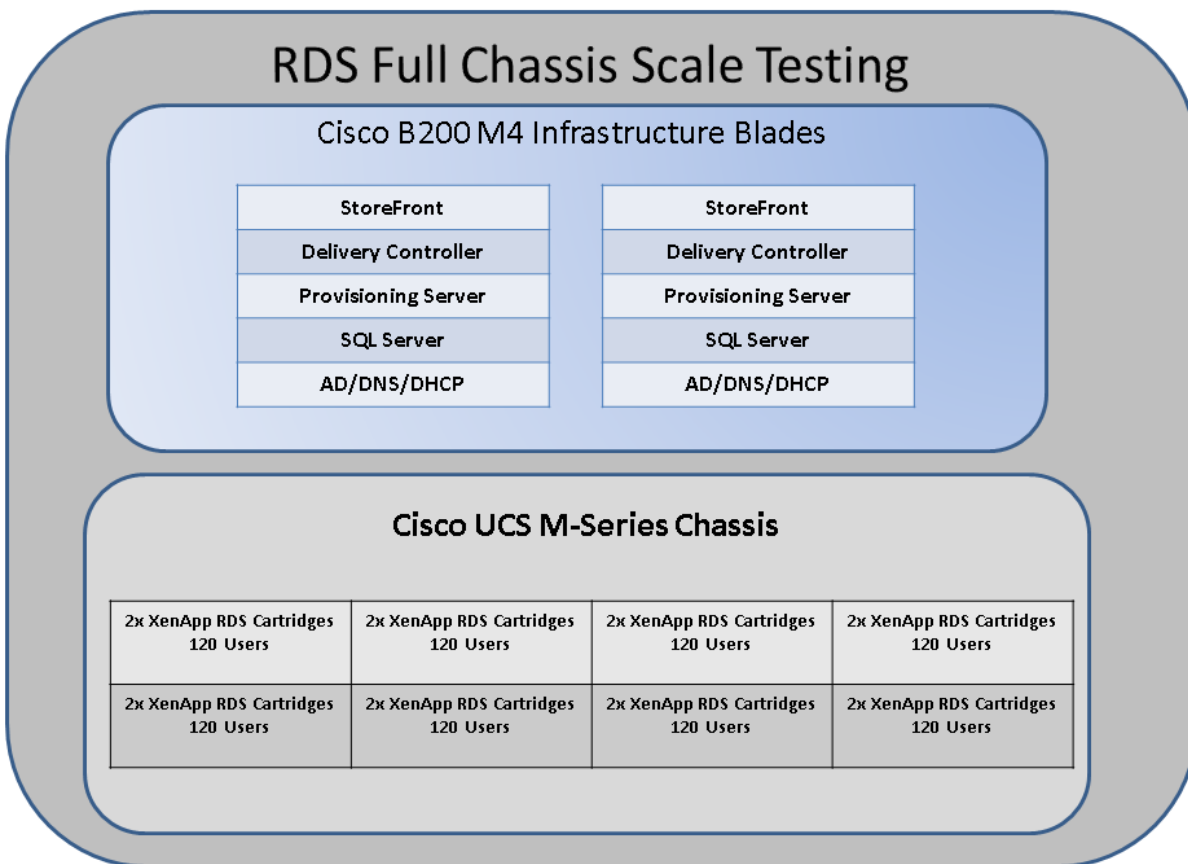 RDS Full Chassis Scale Testing
Cisco B200 M4 Infrastructure Blades
StoreFront
Delivery Controller
Provisioning Server
SQL Server
AD/DNS/DHCP
StoreFront
Delivery Controller
Provisioning Server
SQL Server
AD/DNS/DHCP
Cisco UCS M-Series Chassis
2x XenApp RDS Cartridges
120 Users
2x XenApp RDS Cartridges
120 Users
2x XenApp RDS Cartridges
120 Users
2x XenApp RDS Cartridges
120 Users
2x XenApp RDS Cartridges
120 Users
2x XenApp RDS Cartridges
120 Users
2x XenApp RDS Cartridges
120 Users
2x XenApp RDS Cartridges
120 Users